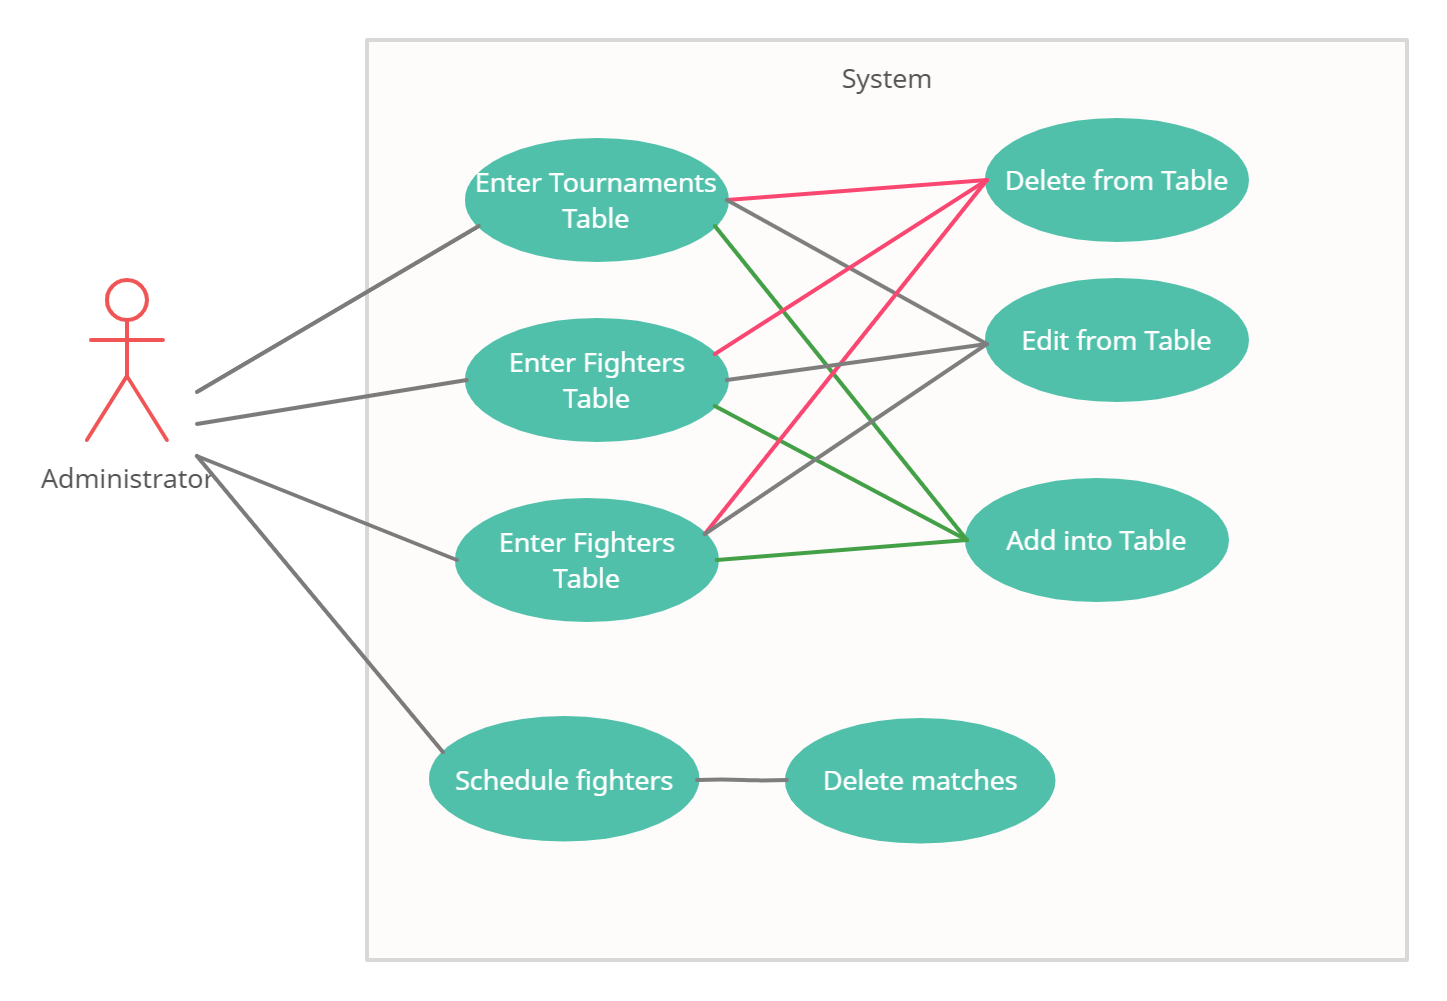 System
Enter Tournaments
Table
Delete from Table
Enter Fighters
Table
Edit from Table
Administrator
Enter Fighters
Table
Add into Table
Schedule fighters
Delete matches